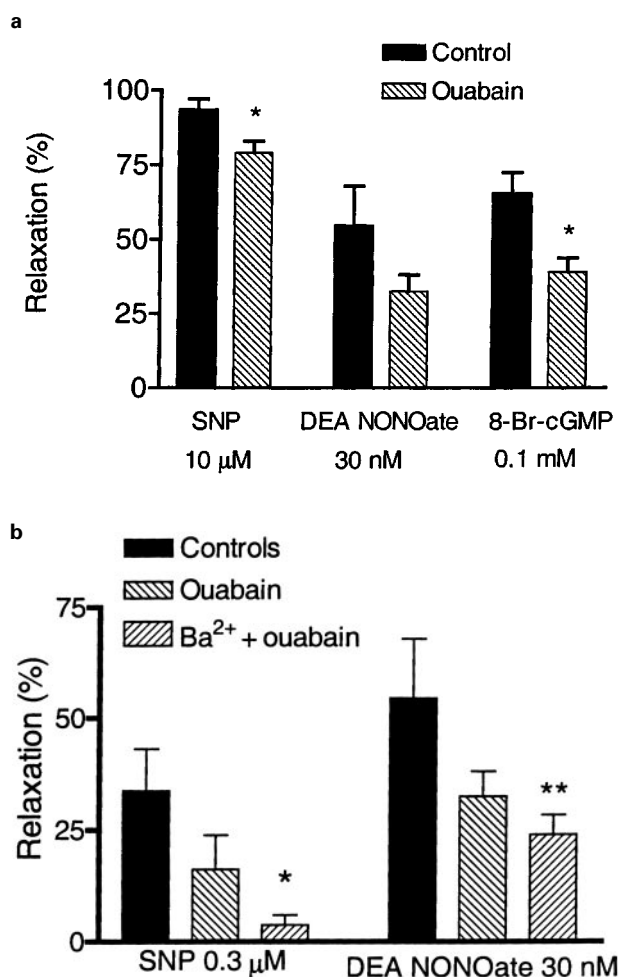 a
Control
Ouabain
100
75
50
25
0
Relaxation (%)
*
*
SNP DEA NONOate 8-Br-cGMP
10 μM 30 nM 0.1 mM
b
Controls
Ouabain
Ba²⁺ + ouabain
75
50
25
0
Relaxation (%)
*
**
SNP 0.3 μM DEA NONOate 30 nM